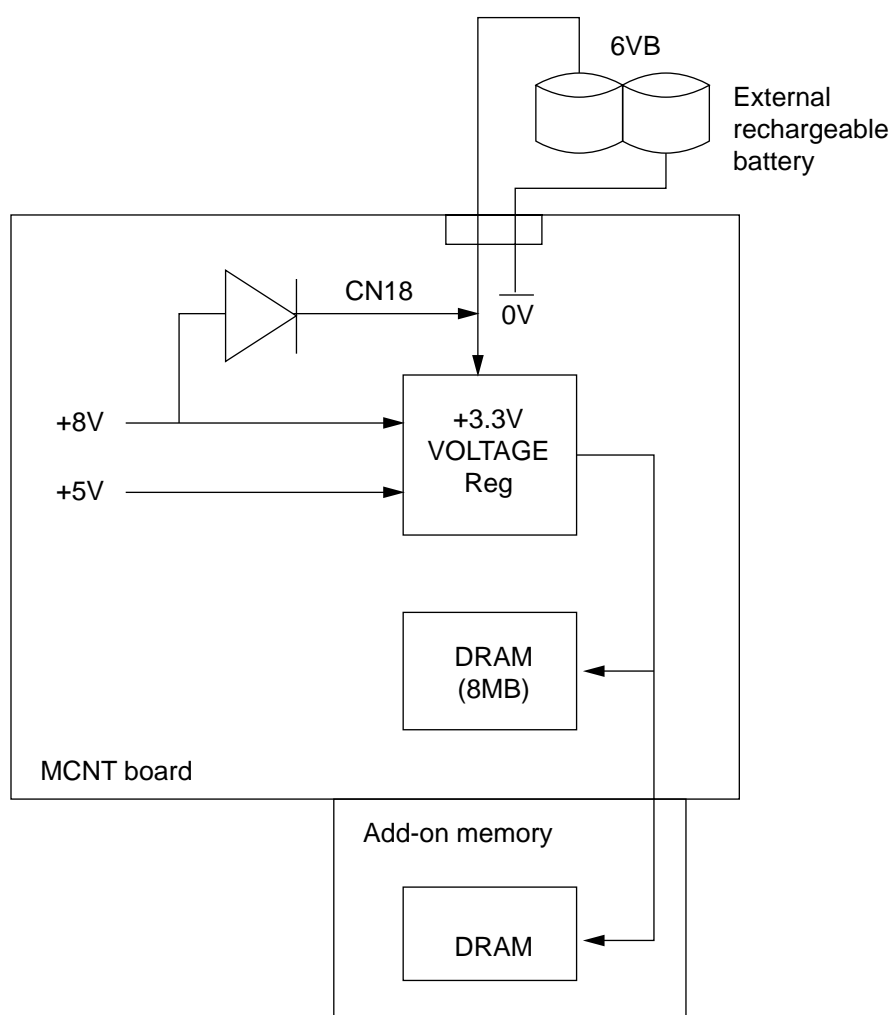 6VB
External
rechargeable
battery
CN18
0V
+8V
+5V
+3.3V
VOLTAGE
Reg
DRAM
(8MB)
MCNT board
Add-on memory
DRAM